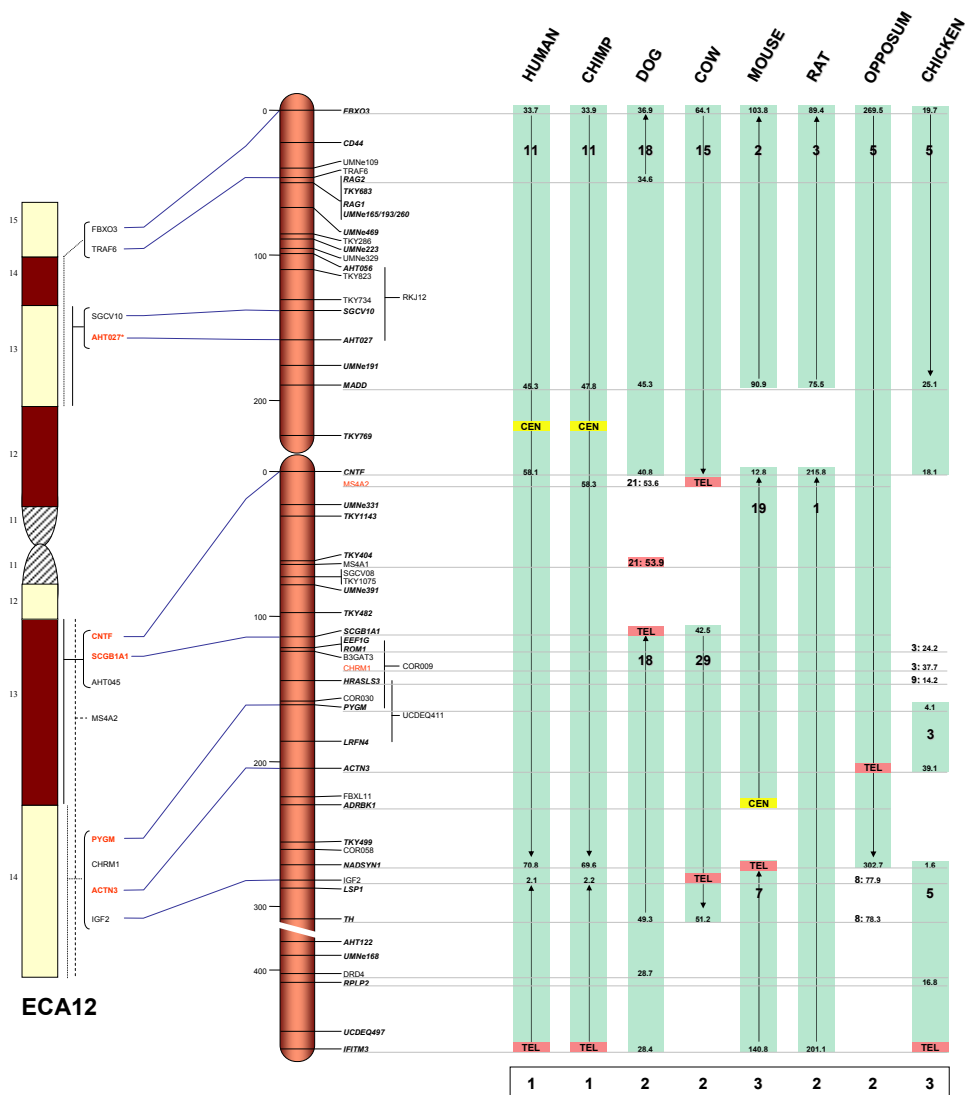 HUMAN CHIMP DOG COW MOUSE RAT OPPOSUM CHICKEN
0 FBXO3 33.7 33.9 36.9 64.1 103.8 89.4 269.5 19.7
CD44 11 11 18 15 2 3 5 5
UMNe109
TRAF6
RAG2 34.6
TKY683
RAG1
UMNe165/193/260
UMNe469
TKY286
UMNe223
UMNe329
100
AHT056
TKY823
RKJ12
TKY734
SGCV10
AHT027
UMNe191
MADD 45.3 47.8 45.3 90.9 75.5 25.1
200
CEN CEN
TKY769
0 CNTF 58.1 40.8 12.8 215.8 18.1
MS4A2 58.3 21: 53.6 TEL
UMNe331 19 1
TKY1143
TKY404
MS4A1 21: 53.9
SGCV08
TKY1075
UMNe391
TKY482
100
SCGB1A1 TEL 42.5
EEF1G
ROM1 3: 24.2
B3GAT3 18 29
CHRM1 COR009 3: 37.7
HRASLS3 9: 14.2
COR030
PYGM 4.1
UCDEQ411
LRFN4 3
200
ACTN3 TEL 39.1
FBXL11
ADRBK1 CEN
TKY499
COR058
NADSYN1 70.8 69.6 TEL 302.7 1.6
IGF2 2.1 2.2 TEL 8: 77.9
LSP1 7 5
300
TH 49.3 51.2 8: 78.3
AHT122
UMNe168
400
DRD4 28.7
RPLP2 16.8
UCDEQ497
IFITM3 TEL TEL 28.4 140.8 201.1 TEL
1 1 2 2 3 2 2 3
15
14
13
12
11
11
12
13
14
FBXO3
TRAF6
SGCV10
AHT027*
CNTF
SCGB1A1
AHT045
MS4A2
PYGM
CHRM1
ACTN3
IGF2
ECA12